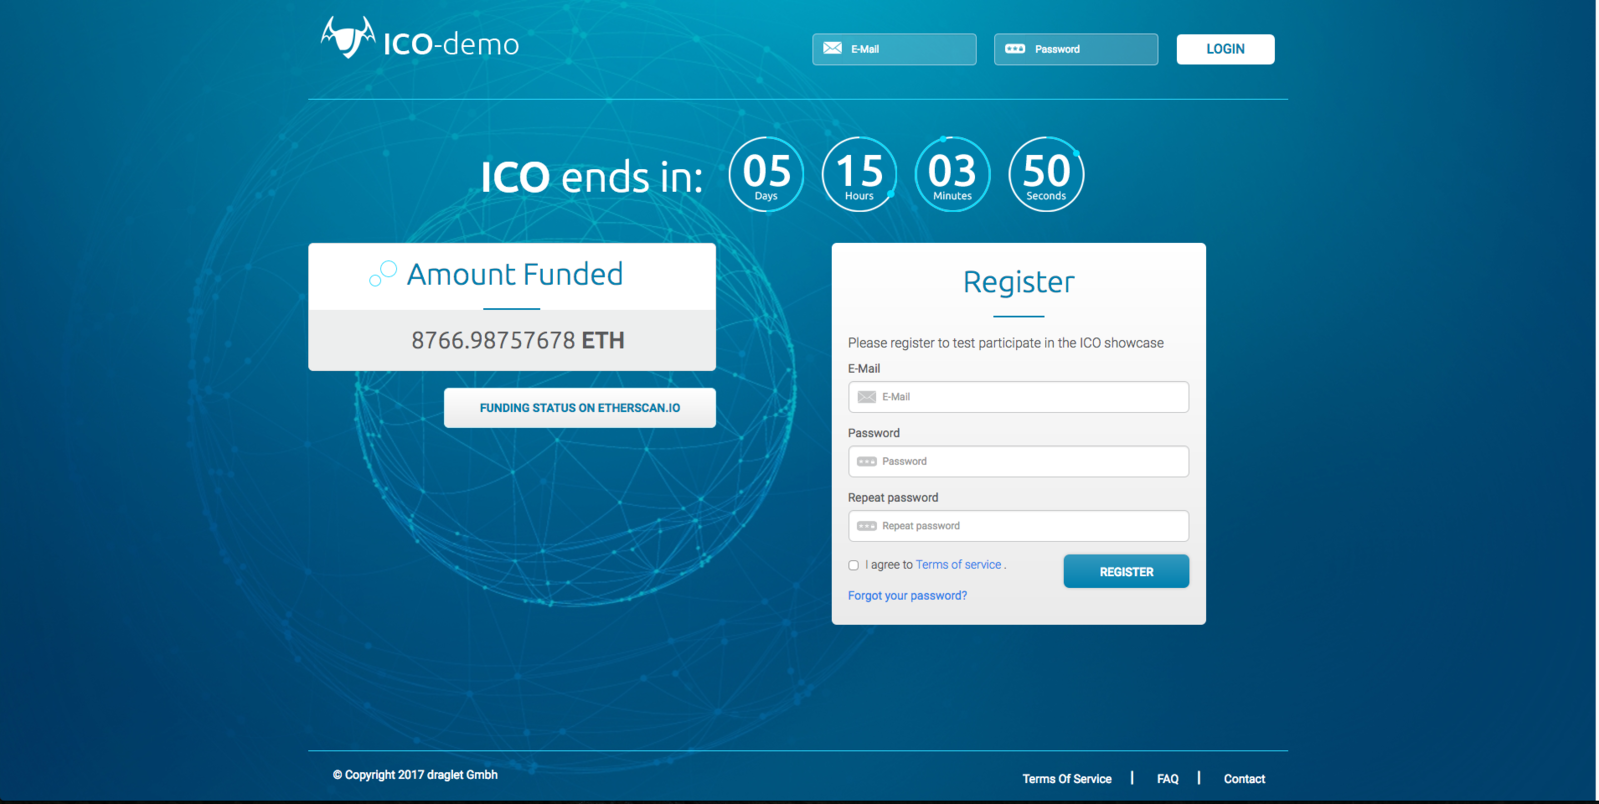 ICO-demo
E-Mail
Password
LOGIN
ICO ends in:
05
Days
15
Hours
03
Minutes
50
Seconds
Amount Funded
8766.98757678 ETH
FUNDING STATUS ON ETHERSCAN.IO
Register
Please register to test participate in the ICO showcase
E-Mail
E-Mail
Password
Password
Repeat password
Repeat password
I agree to Terms of service .
REGISTER
Forgot your password?
© Copyright 2017 draglet Gmbh
Terms Of Service | FAQ | Contact